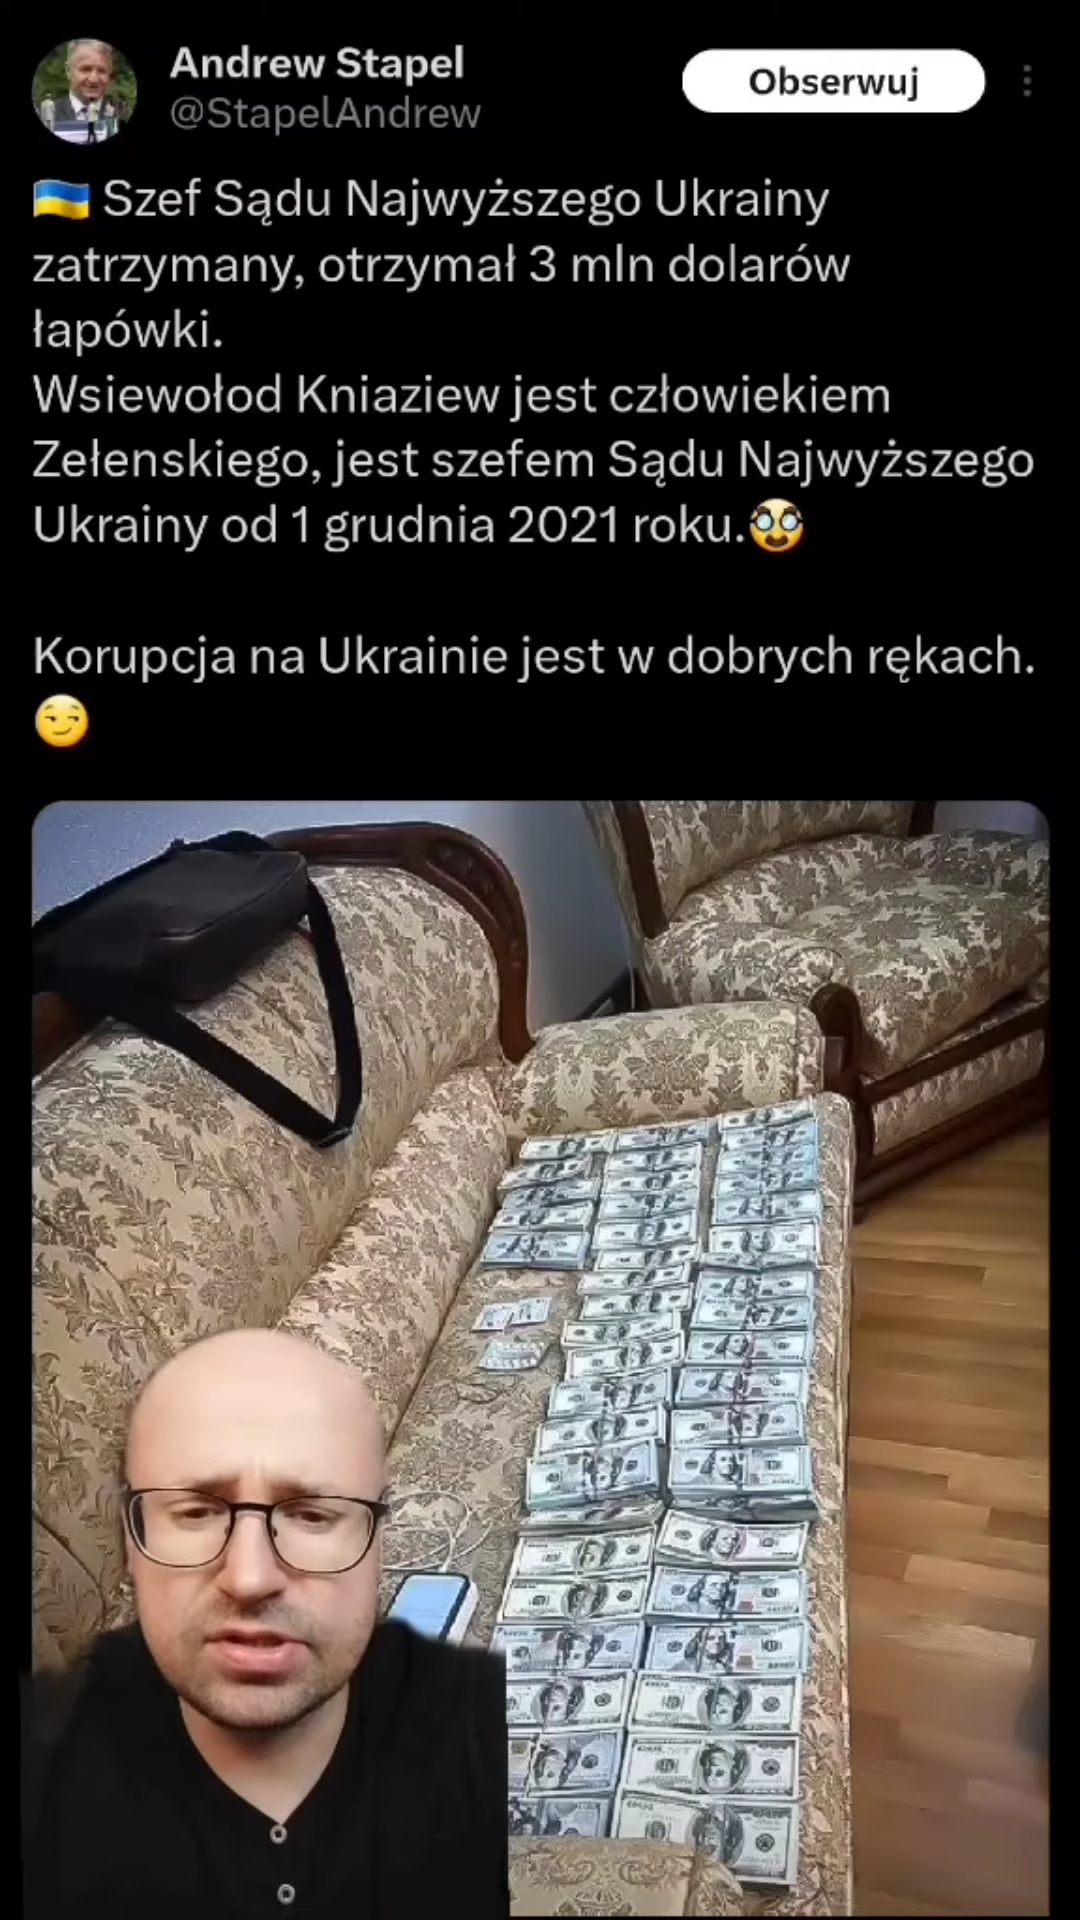 Andrew Stapel
@StapelAndrew
Obserwuj
🇺🇦 Szef Sądu Najwyższego Ukrainy
zatrzymany, otrzymał 3 mln dolarów
łapówki.
Wsiewołod Kniaziew jest człowiekiem
Zełenskiego, jest szefem Sądu Najwyższego
Ukrainy od 1 grudnia 2021 roku.🥸
Korupcja na Ukrainie jest w dobrych rękach.
😏